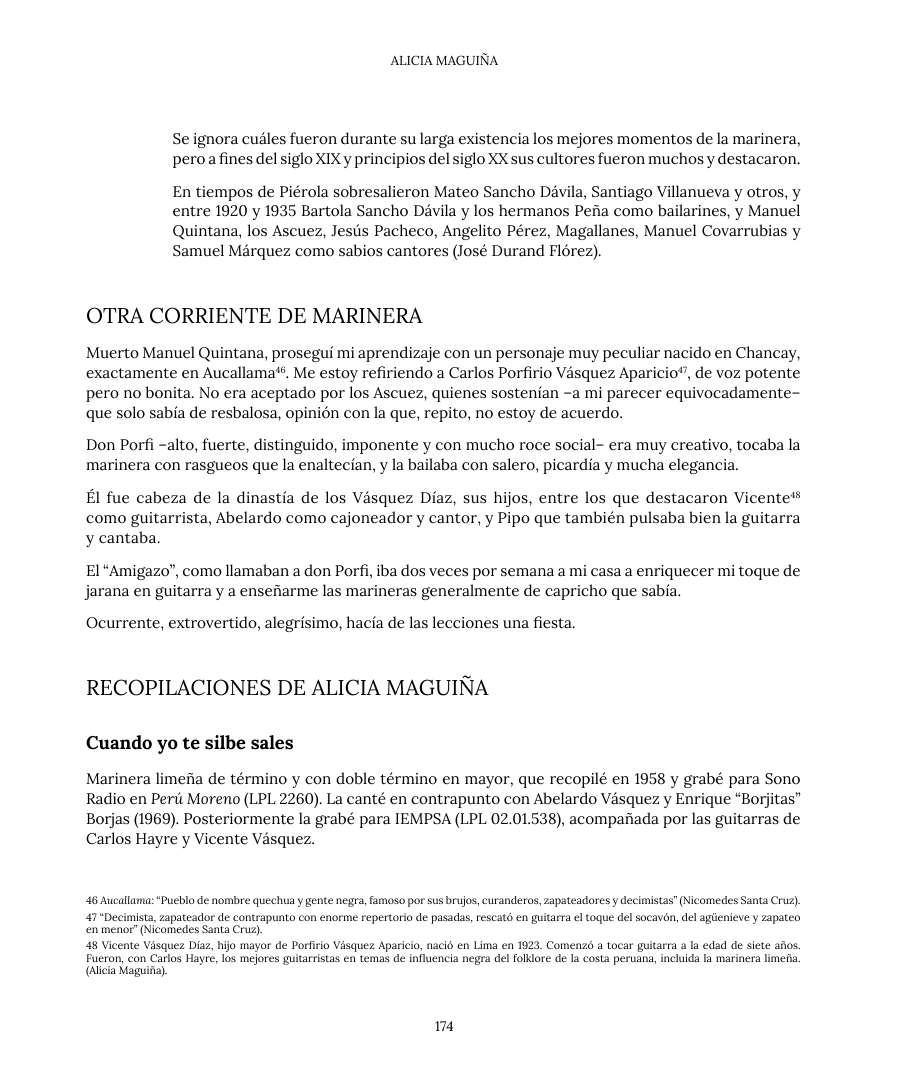 ALICIA MAGUIÑA
Se ignora cuáles fueron durante su larga existencia los mejores momentos de la marinera,
pero a fines del siglo XIX y principios del siglo XX sus cultores fueron muchos y destacaron.
En tiempos de Piérola sobresalieron Mateo Sancho Dávila, Santiago Villanueva y otros, y
entre 1920 y 1935 Bartola Sancho Dávila y los hermanos Peña como bailarines, y Manuel
Quintana, los Ascuez, Jesús Pacheco, Angelito Pérez, Magallanes, Manuel Covarrubias y
Samuel Márquez como sabios cantores (José Durand Flórez).
OTRA CORRIENTE DE MARINERA
Muerto Manuel Quintana, proseguí mi aprendizaje con un personaje muy peculiar nacido en Chancay,
exactamente en Aucallama⁴⁶. Me estoy refiriendo a Carlos Porfirio Vásquez Aparicio⁴⁷, de voz potente
pero no bonita. No era aceptado por los Ascuez, quienes sostenían –a mi parecer equivocadamente–
que solo sabía de resbalosa, opinión con la que, repito, no estoy de acuerdo.
Don Porfi –alto, fuerte, distinguido, imponente y con mucho roce social– era muy creativo, tocaba la
marinera con rasgueos que la enaltecían, y la bailaba con salero, picardía y mucha elegancia.
Él fue cabeza de la dinastía de los Vásquez Díaz, sus hijos, entre los que destacaron Vicente⁴⁸
como guitarrista, Abelardo como cajoneador y cantor, y Pipo que también pulsaba bien la guitarra
y cantaba.
El “Amigazo”, como llamaban a don Porfi, iba dos veces por semana a mi casa a enriquecer mi toque de
jarana en guitarra y a enseñarme las marineras generalmente de capricho que sabía.
Ocurrente, extrovertido, alegrísimo, hacía de las lecciones una fiesta.
RECOPILACIONES DE ALICIA MAGUIÑA
Cuando yo te silbe sales
Marinera limeña de término y con doble término en mayor, que recopilé en 1958 y grabé para Sono
Radio en Perú Moreno (LPL 2260). La canté en contrapunto con Abelardo Vásquez y Enrique “Borjitas”
Borjas (1969). Posteriormente la grabé para IEMPSA (LPL 02.01.538), acompañada por las guitarras de
Carlos Hayre y Vicente Vásquez.
46 Aucallama: “Pueblo de nombre quechua y gente negra, famoso por sus brujos, curanderos, zapateadores y decimistas” (Nicomedes Santa Cruz).
47 “Decimista, zapateador de contrapunto con enorme repertorio de pasadas, rescató en guitarra el toque del socavón, del agüenieve y zapateo
en menor” (Nicomedes Santa Cruz).
48 Vicente Vásquez Díaz, hijo mayor de Porfirio Vásquez Aparicio, nació en Lima en 1923. Comenzó a tocar guitarra a la edad de siete años.
Fueron, con Carlos Hayre, los mejores guitarristas en temas de influencia negra del folklore de la costa peruana, incluida la marinera limeña.
(Alicia Maguiña).
174